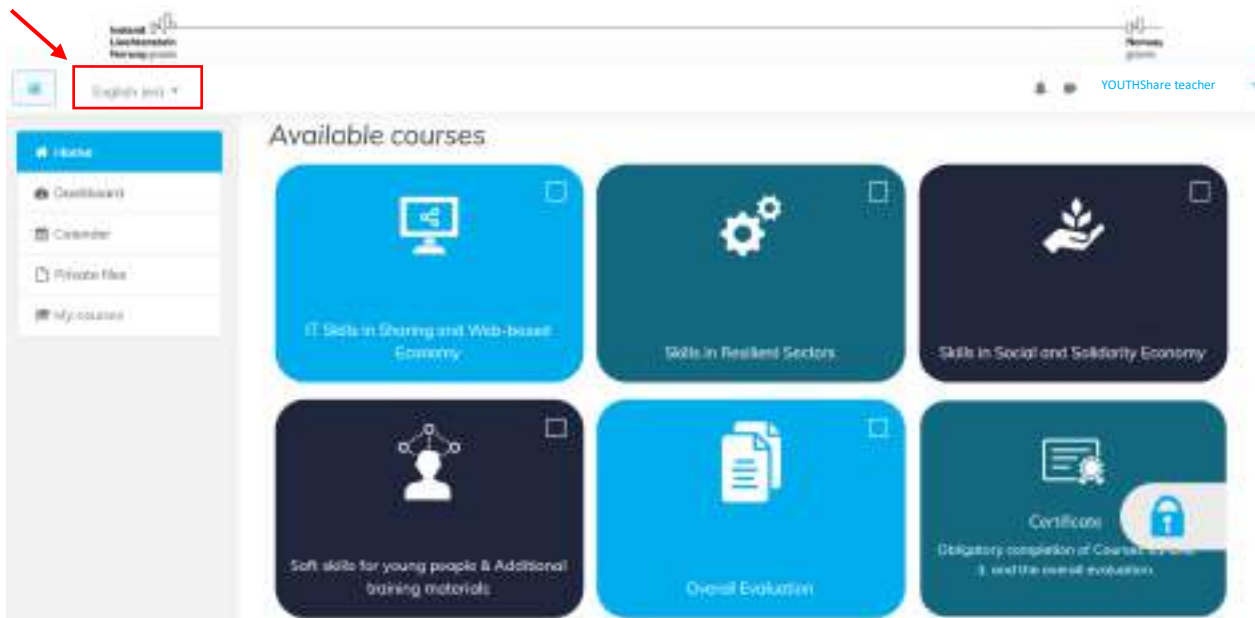 Iceland
Liechtenstein
Norway grants
Norway
grants
English (en)
YOUTHShare teacher
Home
Dashboard
Calendar
Private files
My courses
Available courses
IT Skills in Sharing and Web-based
Economy
Skills in Resilient Sectors
Skills in Social and Solidarity Economy
Soft skills for young people & Additional
training materials
Overall Evaluation
Certificate
Obligatory completion of Courses
and the overall evaluation.